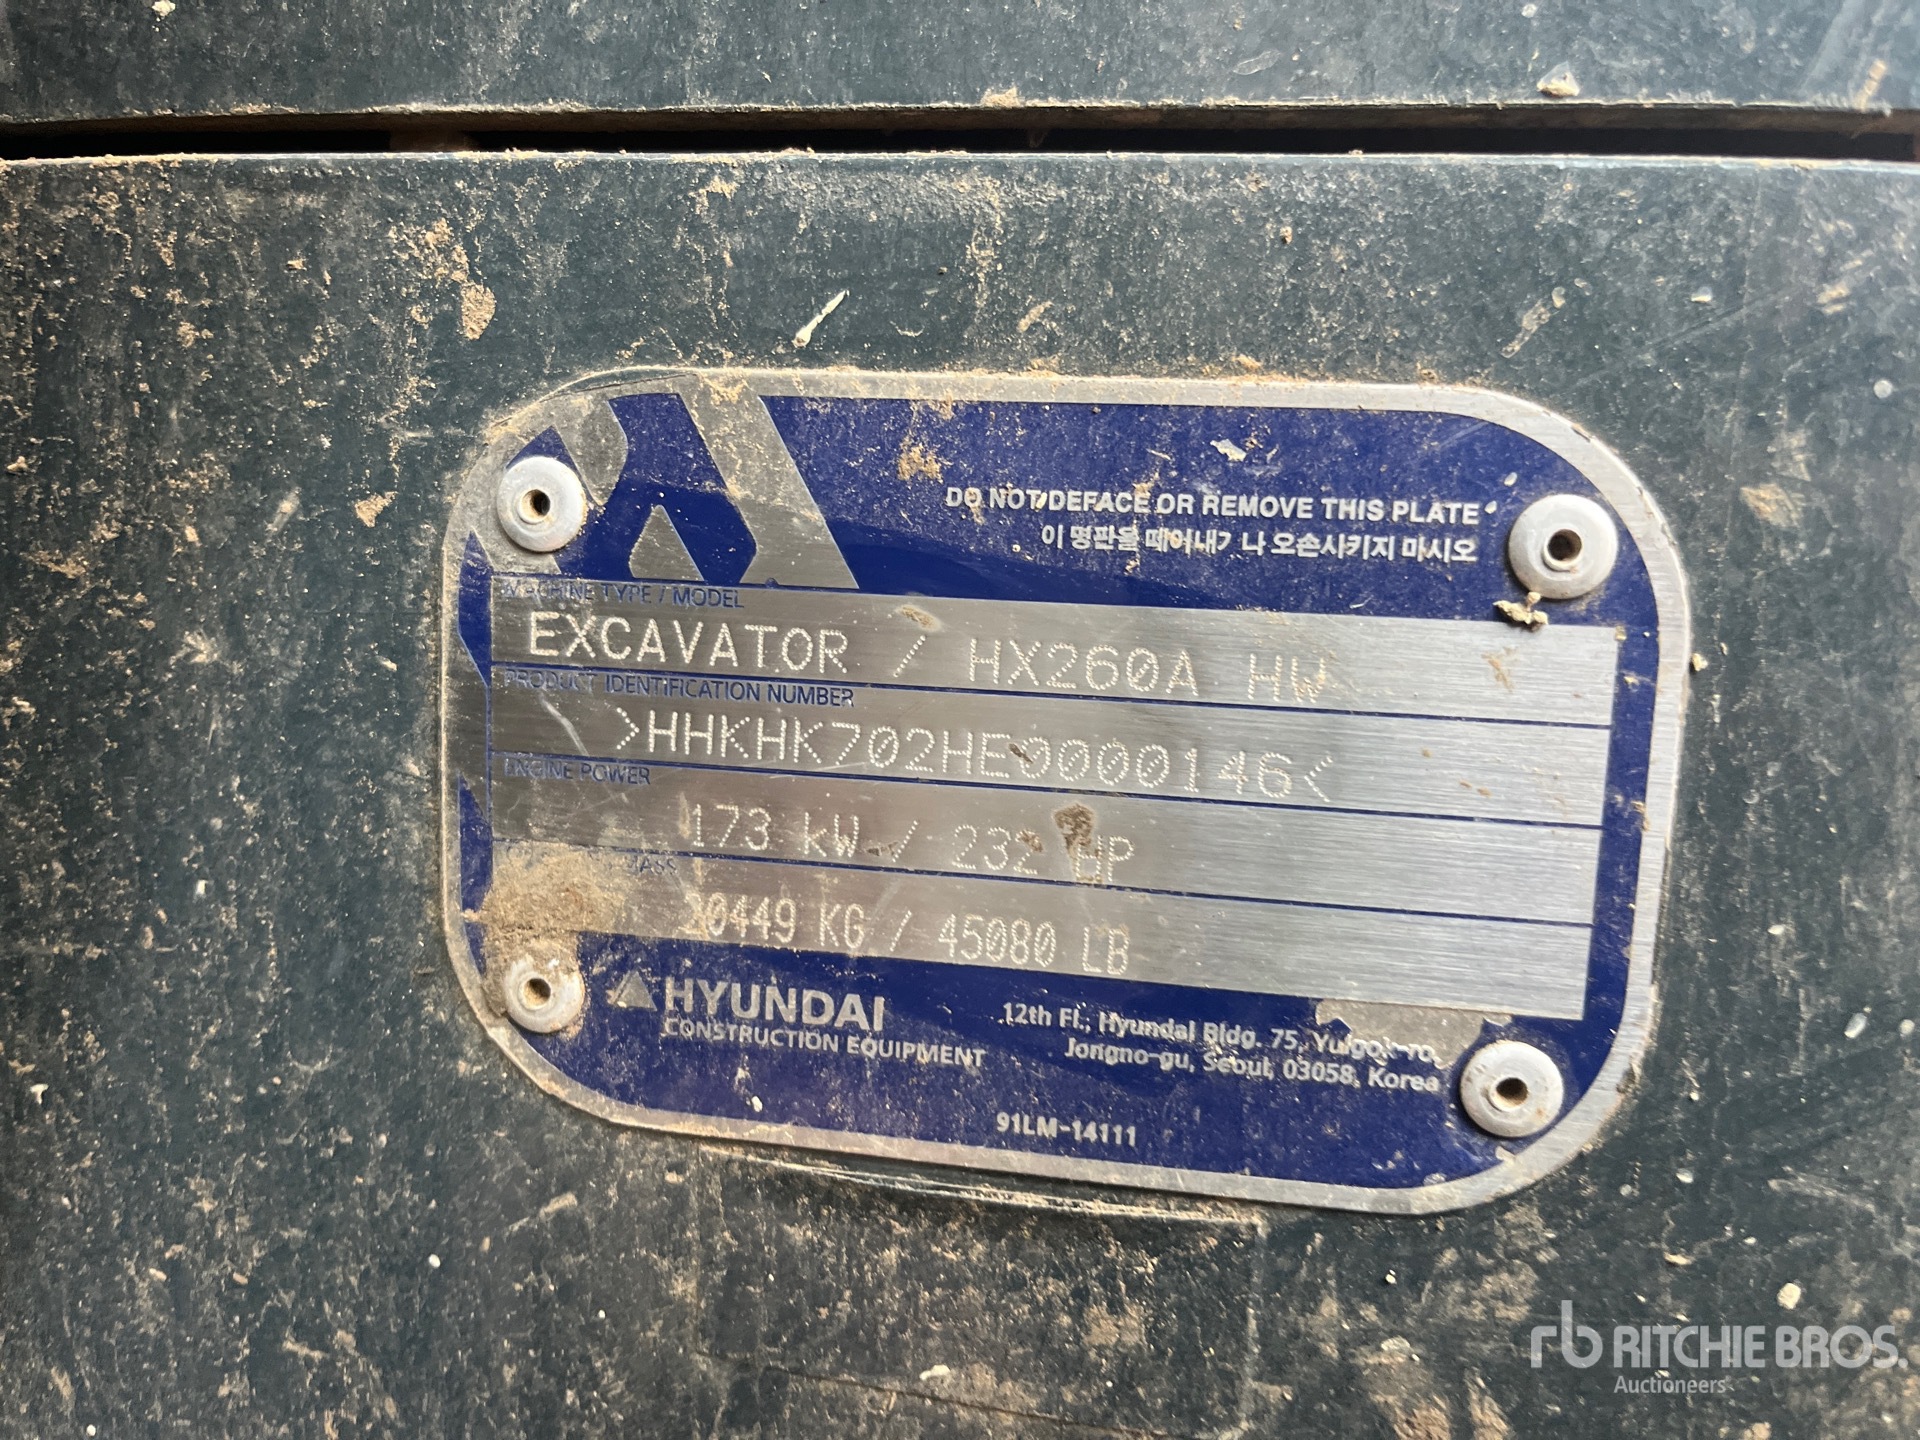 DO NOT DEFACE OR REMOVE THIS PLATE
이 명판을 떼어내거나 오손시키지 마시오
MACHINE TYPE / MODEL
EXCAVATOR / HX260A HW
PRODUCT IDENTIFICATION NUMBER
>HHKHK702HE0000146<
ENGINE POWER
173 kW / 232 HP
MASS
20449 KG / 45080 LB
HYUNDAI
CONSTRUCTION EQUIPMENT
12th Fl., Hyundai Bldg. 75, Yulgok-ro,
Jongno-gu, Seoul, 03058, Korea
91LM-14111
rb RITCHIE BROS.
Auctioneers